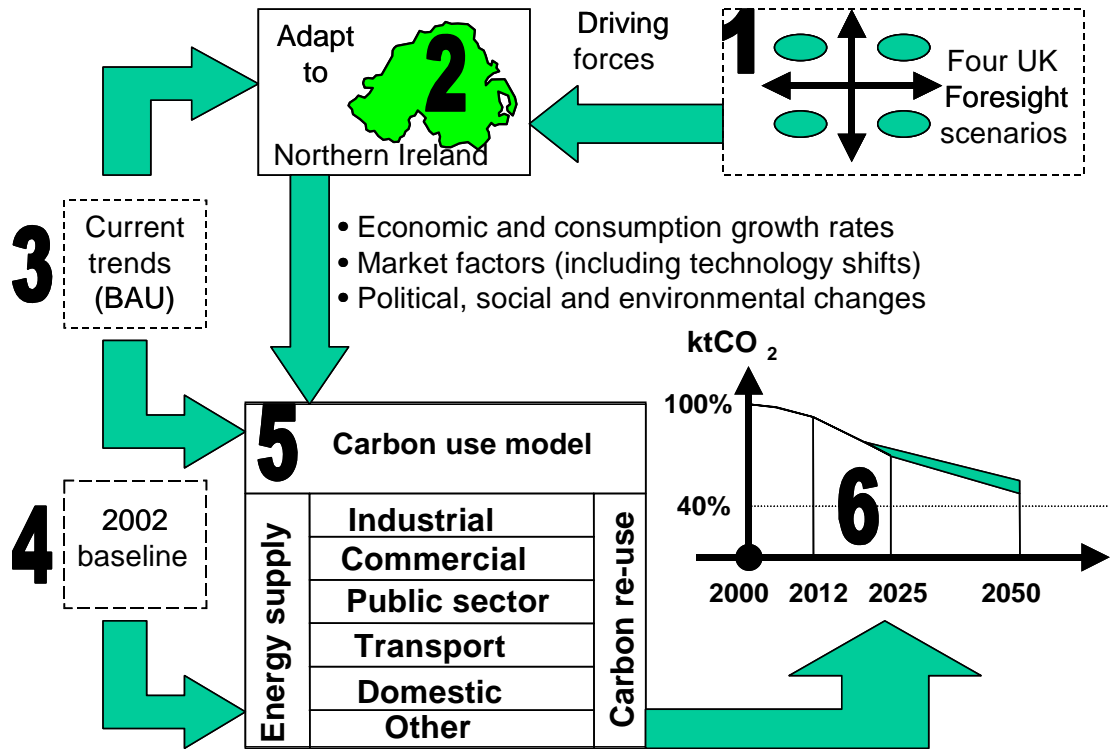 1
Four UK
Foresight
scenarios
Driving
forces
Adapt
to
2
Northern Ireland
3
Current
trends
(BAU)
• Economic and consumption growth rates
• Market factors (including technology shifts)
• Political, social and environmental changes
4
2002
baseline
5
Carbon use model
Energy supply
Industrial
Commercial
Public sector
Transport
Domestic
Other
Carbon re-use
ktCO 2
100%
40%
6
2000 2012 2025 2050